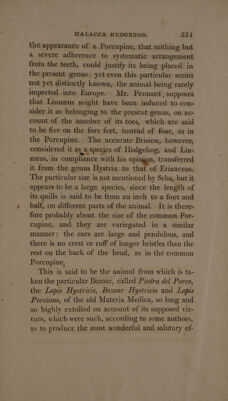 MALACCA HEDGEHOG. 551
the appearance of a Porcupine, that nothing but
a severe adherence to systematic arrangement
from the teeth, could justify its being placed in
the present genus: yet even this particular seems
not yet distinctly known, the animal being rarely
imported into Europe. Mr. Pennant supposes
that Linnæus might have been induced to con-
sider it as belonging to the present genus, on ac-
count of the number of its toes, which are said
to be five on the fore feet, instead of four, as in
the Porcupine. The accurate Brisson, however,
considered it as a species of Hedgehog; and Lin-
næus, in compliance with his opinion, transferred
it from the genus Hystrix to that of Erinaceus.
The particular size is not mentioned by Seba, but it
appears to be a large species, since the length of
its quills is said to be from an inch to a foot and
half, on different parts of the animal. It is there-
fore probably about the size of the common Por-
cupine, and they are variegated in a similar
manner: the ears are large and pendulous, and
there is no crest or ruff of longer bristles than the
rest on the back of the head, as in the common
Porcupine.
This is said to be the animal from which is ta-
ken the particular Bezoar, called Piedra del Porco,
the Lapis Hystricis, Bezoar Hystricis and Lapis
Porcinus, of the old Materia Medica, so long and
so highly extolled on account of its supposed vir-
tues, which were such, according to some authors,
as to produce the most wonderful and salutary ef-